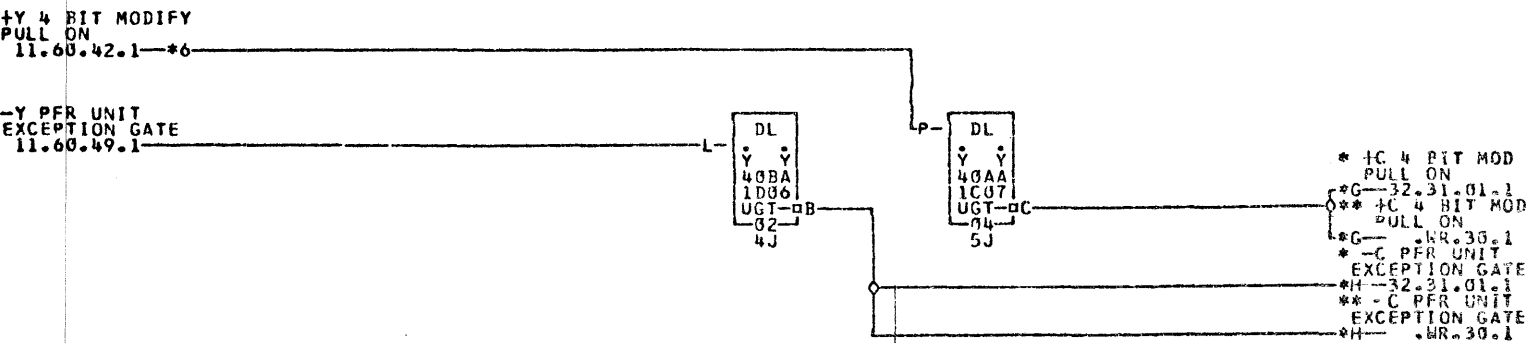 +Y 4 BIT MODIFY
PULL ON
11.60.42.1—*6
-Y PFR UNIT
EXCEPTION GATE
11.60.49.1
L
DL
Y Y
40BA
1D06
UGT B
02
4J
P
DL
Y Y
40AA
1C07
UGT C
04
5J
* +C 4 BIT MOD
PULL ON
*G—32.31.01.1
** +C 4 BIT MOD
PULL ON
*G— .WR.30.1
* -C PFR UNIT
EXCEPTION GATE
*H—32.31.01.1
** -C PFR UNIT
EXCEPTION GATE
*H— .WR.30.1